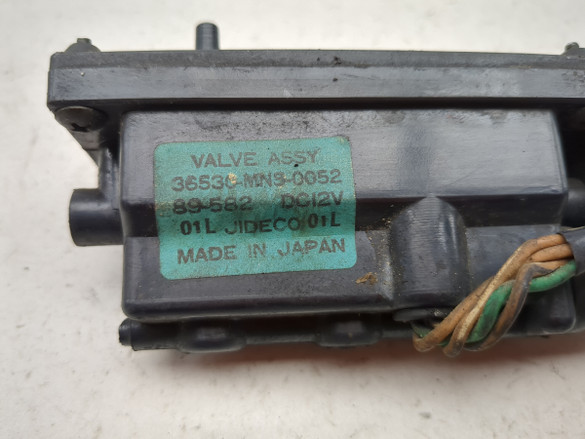 VALVE ASSY
36530-MN3-0052
89-582 DC12V
01L JIDECO 01L
MADE IN JAPAN